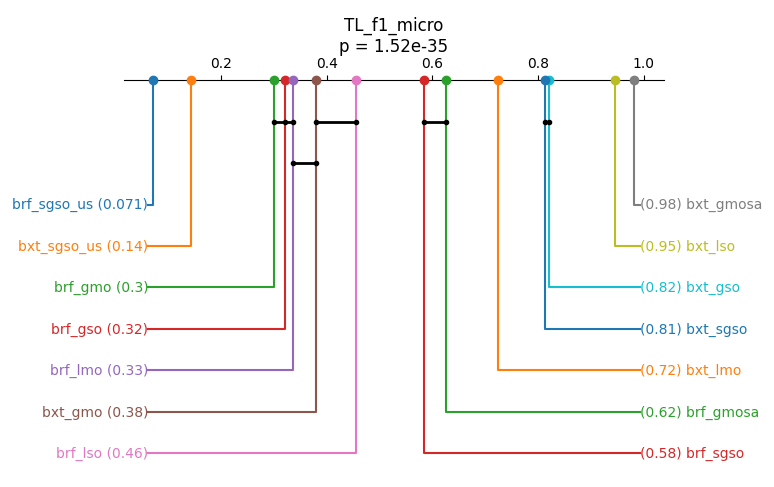 TL_f1_micro
p = 1.52e-35
0.2 0.4 0.6 0.8 1.0
brf_sgso_us (0.071) (0.98) bxt_gmosa
bxt_sgso_us (0.14) (0.95) bxt_lso
brf_gmo (0.3) (0.82) bxt_gso
brf_gso (0.32) (0.81) bxt_sgso
brf_lmo (0.33) (0.72) bxt_lmo
bxt_gmo (0.38) (0.62) brf_gmosa
brf_lso (0.46) (0.58) brf_sgso